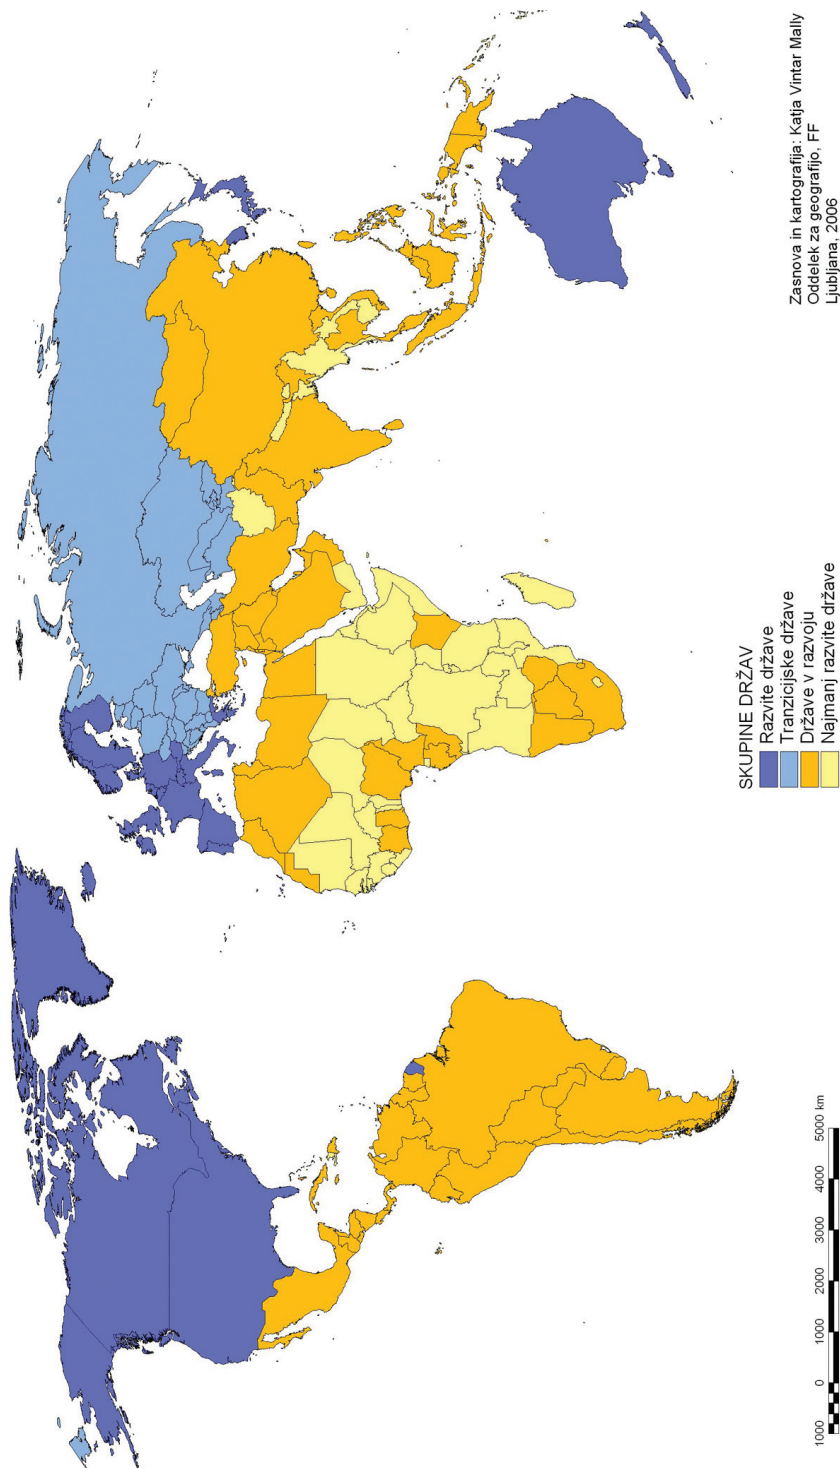 SKUPINE DRŽAV
Razvite države
Tranzicijske države
Države v razvoju
Najmanj razvite države
1000 0 1000 2000 3000 4000 5000 km
Zasnova in kartografija: Katja Vintar Mally
Oddelek za geografijo, FF
Ljubljana, 2006